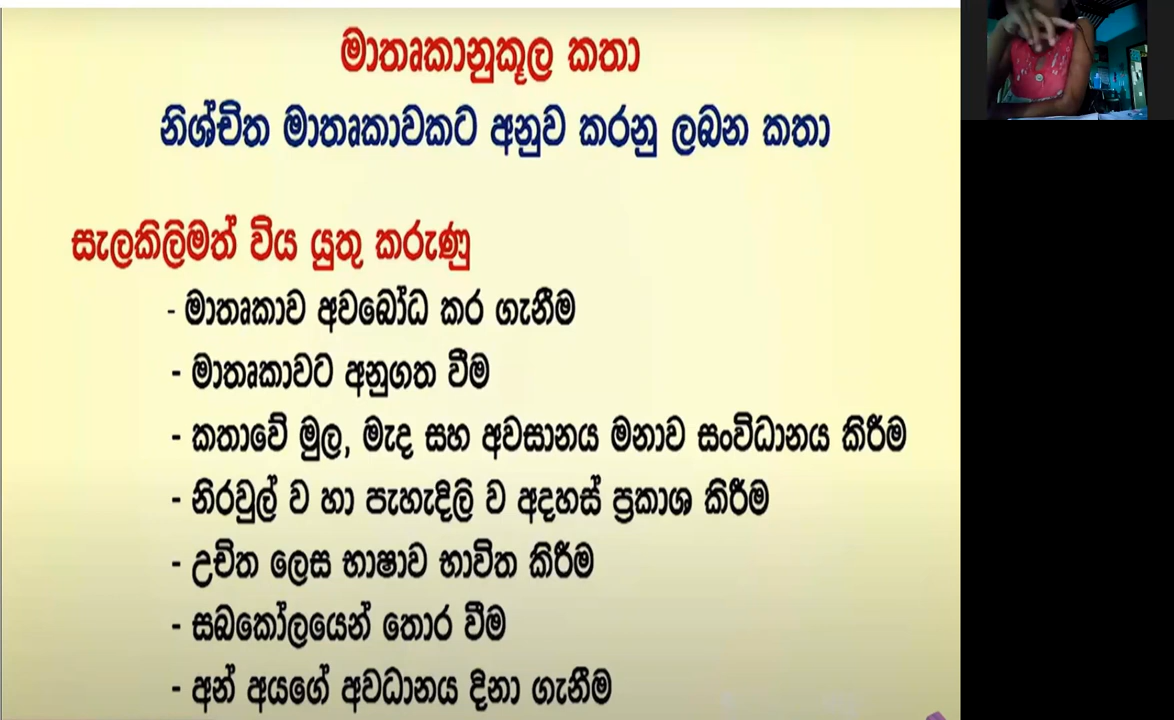 මාතෘකානුකූල කතා
නිශ්චිත මාතෘකාවකට අනුව කරනු ලබන කතා
සැලකිලිමත් විය යුතු කරුණු
- මාතෘකාව අවබෝධ කර ගැනීම
- මාතෘකාවට අනුගත වීම
- කතාවේ මුල, මැද සහ අවසානය මනාව සංවිධානය කිරීම
- නිරවුල් ව හා පැහැදිලි ව අදහස් ප්‍රකාශ කිරීම
- උචිත ලෙස භාෂාව භාවිත කිරීම
- සබකෝලයෙන් තොර වීම
- අන් අයගේ අවධානය දිනා ගැනීම